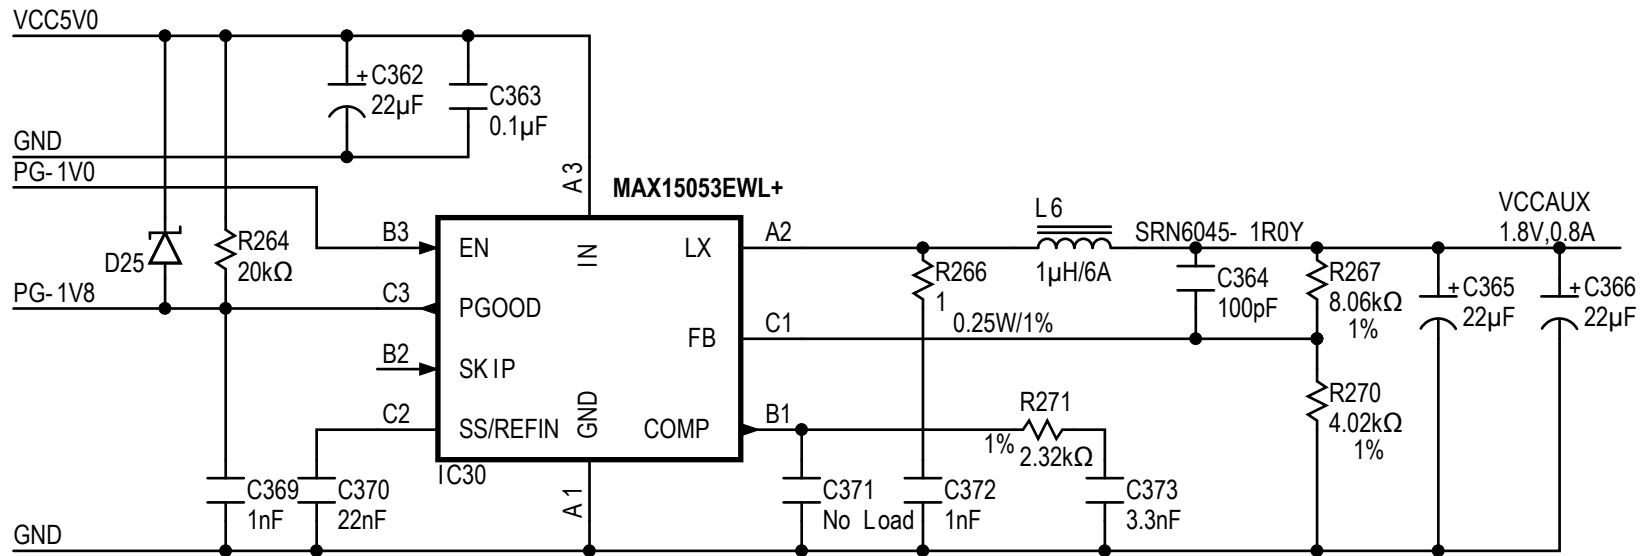 VCC5V0
+
C362
22µF
C363
0.1µF
GND
PG-1V0
A3
MAX15053EWL+
D25
R264
20kΩ
PG-1V8
B3
EN
IN
LX
A2
L6
1µH/6A
SRN6045- 1R0Y
VCCAUX
1.8V,0.8A
R266
1
C364
100pF
R267
8.06kΩ
1%
+
C365
22µF
+
C366
22µF
C3
PGOOD
FB
C1
0.25W/1%
B2
SKIP
C2
SS/REFIN
GND
COMP
B1
R271
1%
2.32kΩ
R270
4.02kΩ
1%
IC30
A1
C369
1nF
C370
22nF
C371
No Load
C372
1nF
C373
3.3nF
GND